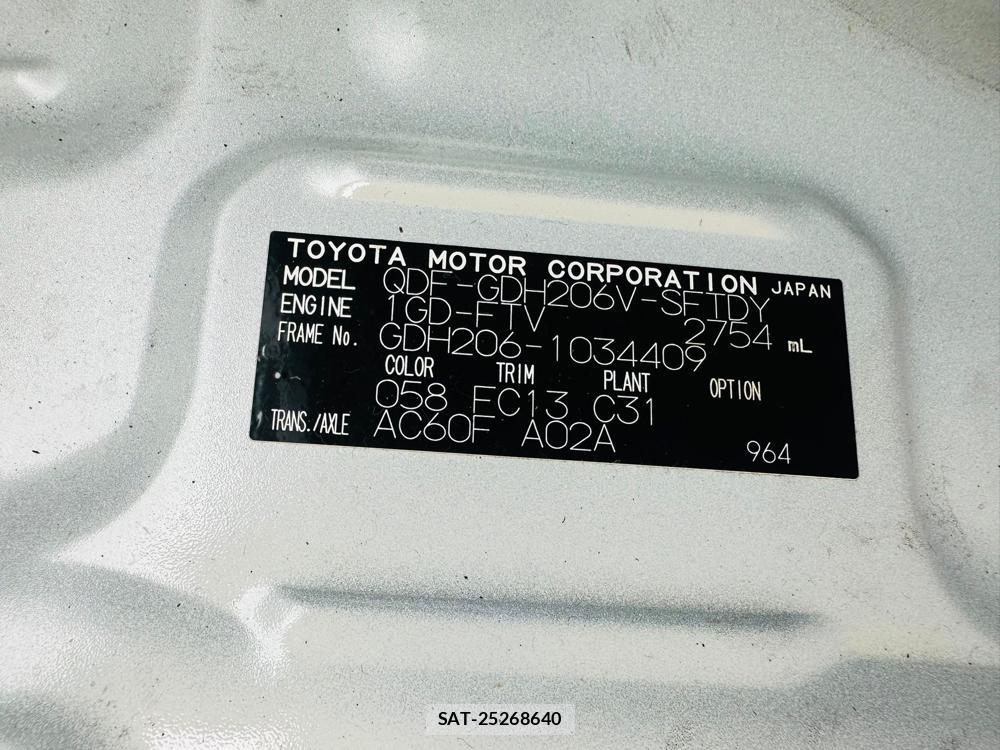 TOYOTA MOTOR CORPORATION JAPAN
MODEL QDF-GDH206V-SFTDY
ENGINE 1GD-FTV 2754 mL
FRAME No. GDH206-1034409
COLOR TRIM PLANT OPTION
058 FC13 C31
TRANS./AXLE AC60F A02A 964
SAT-25268640